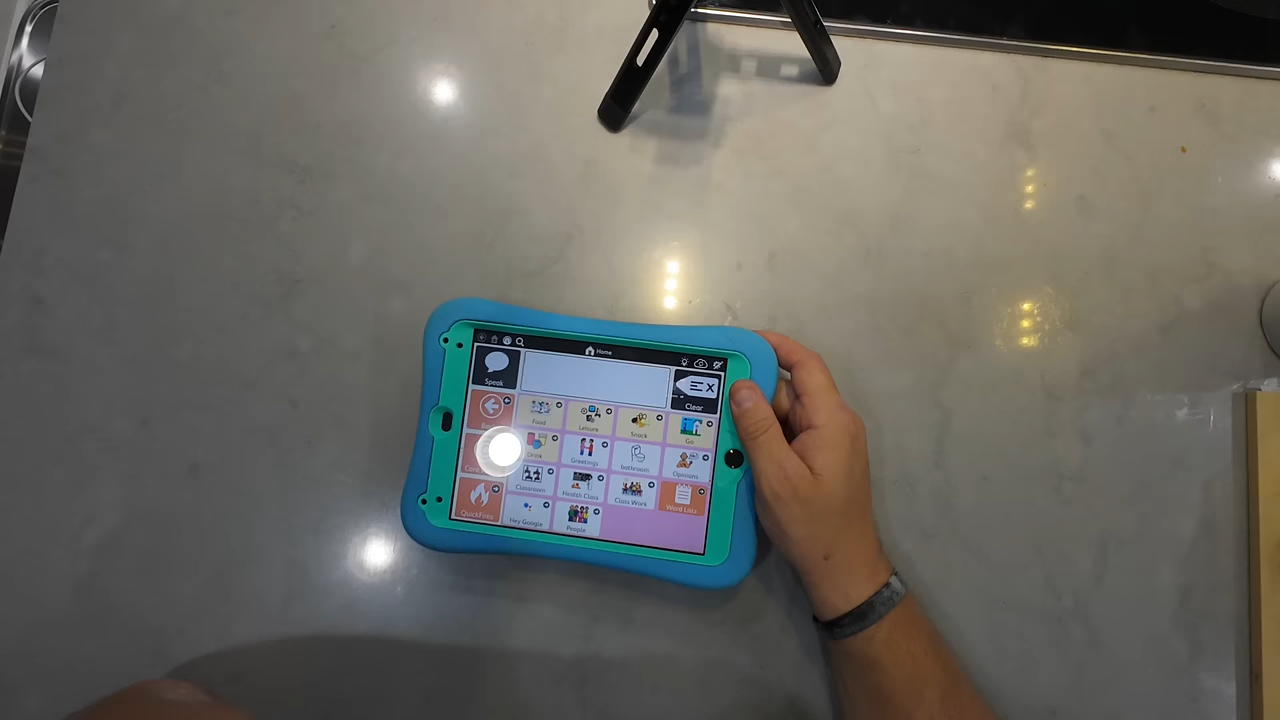 Home
Speak
Clear
Food
Leisure
Snack
Go
Drink
Greetings
bathroom
Opinions
Classroom
Health Class
Class Work
Word Lists
QuickFires
Hey Google
People